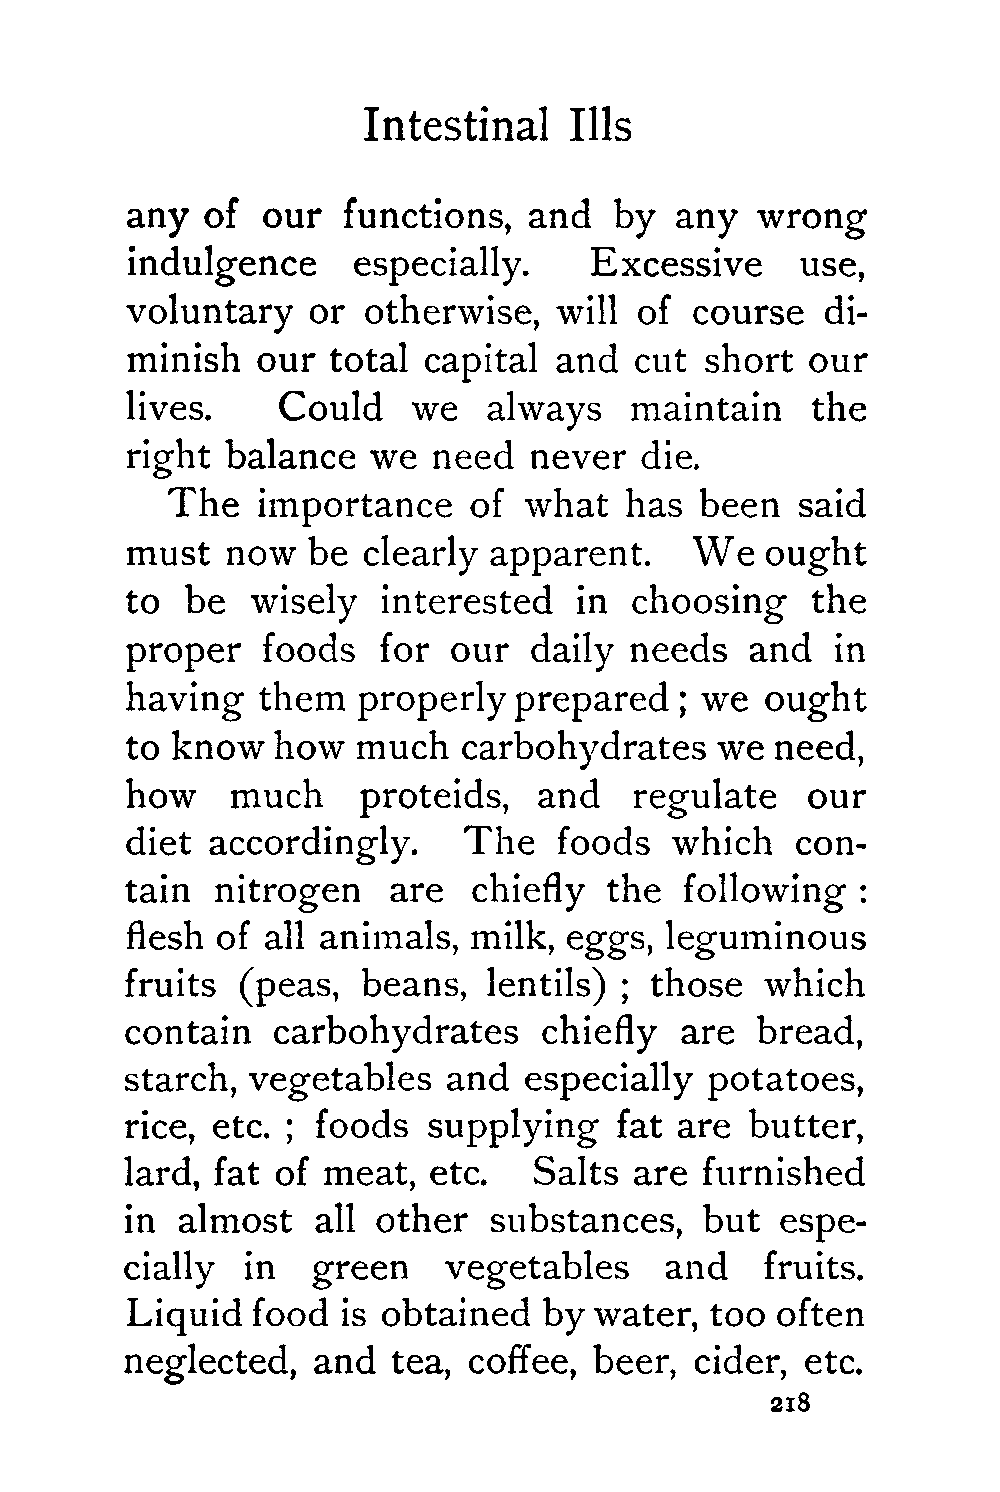 Intestinal Ills
any of our functions, and by any wrong
indulgence especially. Excessive use,
voluntary or otherwise, will of course di-
minish our total capital and cut short our
lives. Could we always maintain the
right balance we need never die.
The importance of what has been said
must now be clearly apparent. We ought
to be wisely interested in choosing the
proper foods for our daily needs and in
having them properly prepared ; we ought
to know how much carbohydrates we need,
how much proteids, and regulate our
diet accordingly. The foods which con-
tain nitrogen are chiefly the following :
flesh of all animals, milk, eggs, leguminous
fruits (peas, beans, lentils) ; those which
contain carbohydrates chiefly are bread,
starch, vegetables and especially potatoes,
rice, etc. ; foods supplying fat are butter,
lard, fat of meat, etc. Salts are furnished
in almost all other substances, but espe-
cially in green vegetables and fruits.
Liquid food is obtained by water, too often
neglected, and tea, coffee, beer, cider, etc.
218